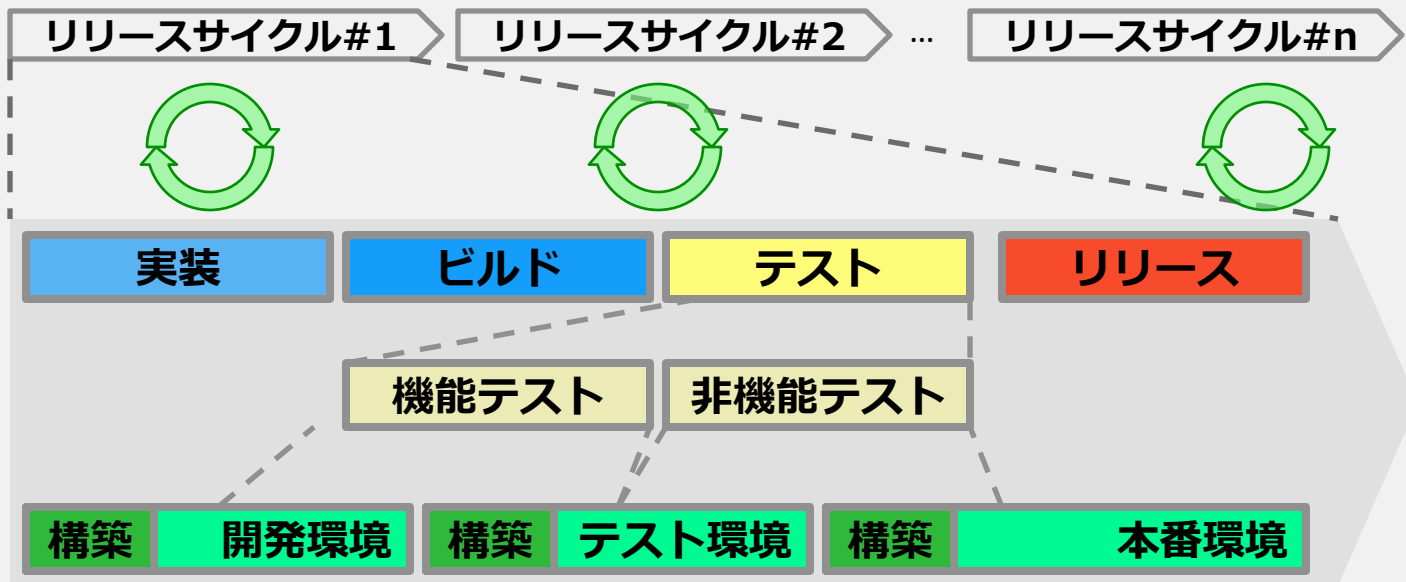 リリースサイクル#1
リリースサイクル#2
...
リリースサイクル#n
実装
ビルド
テスト
リリース
機能テスト
非機能テスト
構築
開発環境
構築
テスト環境
構築
本番環境